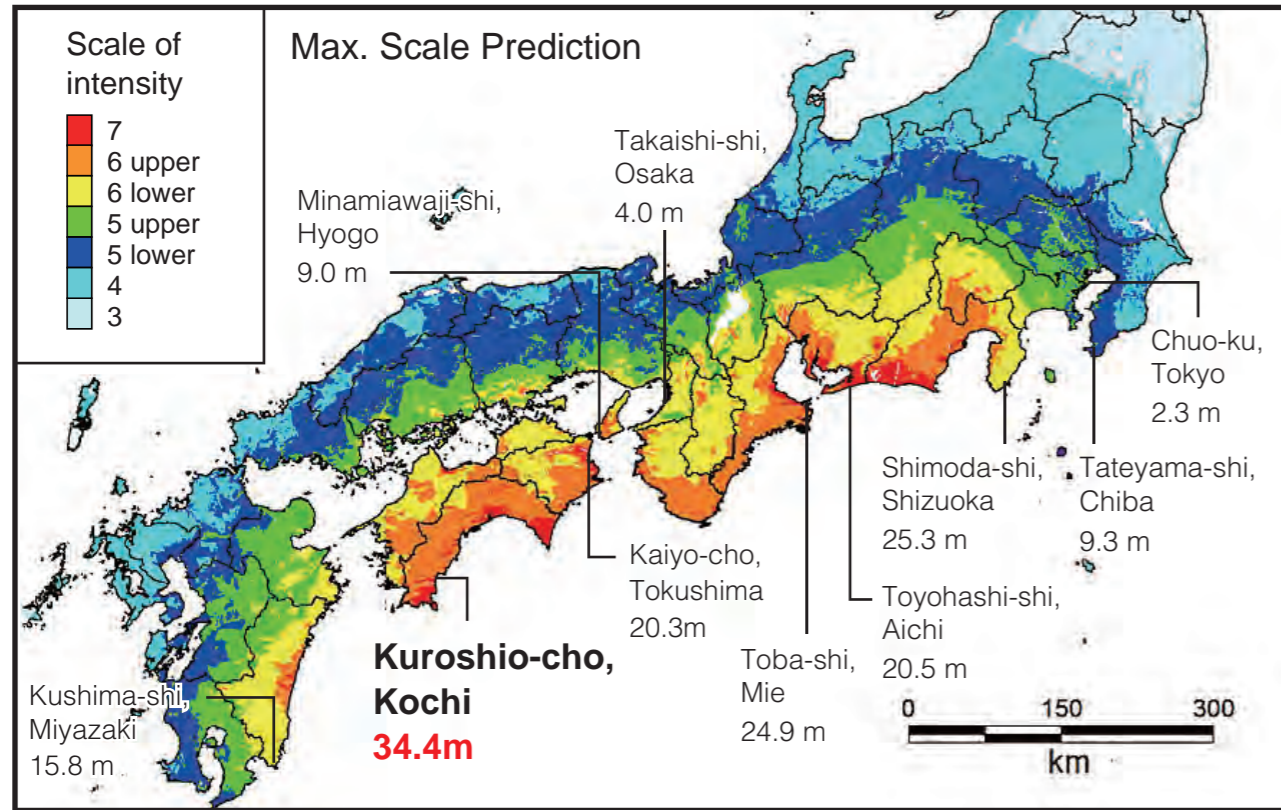 Scale of
intensity
7
6 upper
6 lower
5 upper
5 lower
4
3
Max. Scale Prediction
Takaishi-shi,
Osaka
4.0 m
Minamiawaji-shi,
Hyogo
9.0 m
Chuo-ku,
Tokyo
2.3 m
Shimoda-shi,
Shizuoka
25.3 m
Tateyama-shi,
Chiba
9.3 m
Kaiyo-cho,
Tokushima
20.3m
Toyohashi-shi,
Aichi
20.5 m
Toba-shi,
Mie
24.9 m
Kuroshio-cho,
Kochi
34.4m
Kushima-shi,
Miyazaki
15.8 m
0 150 300
km